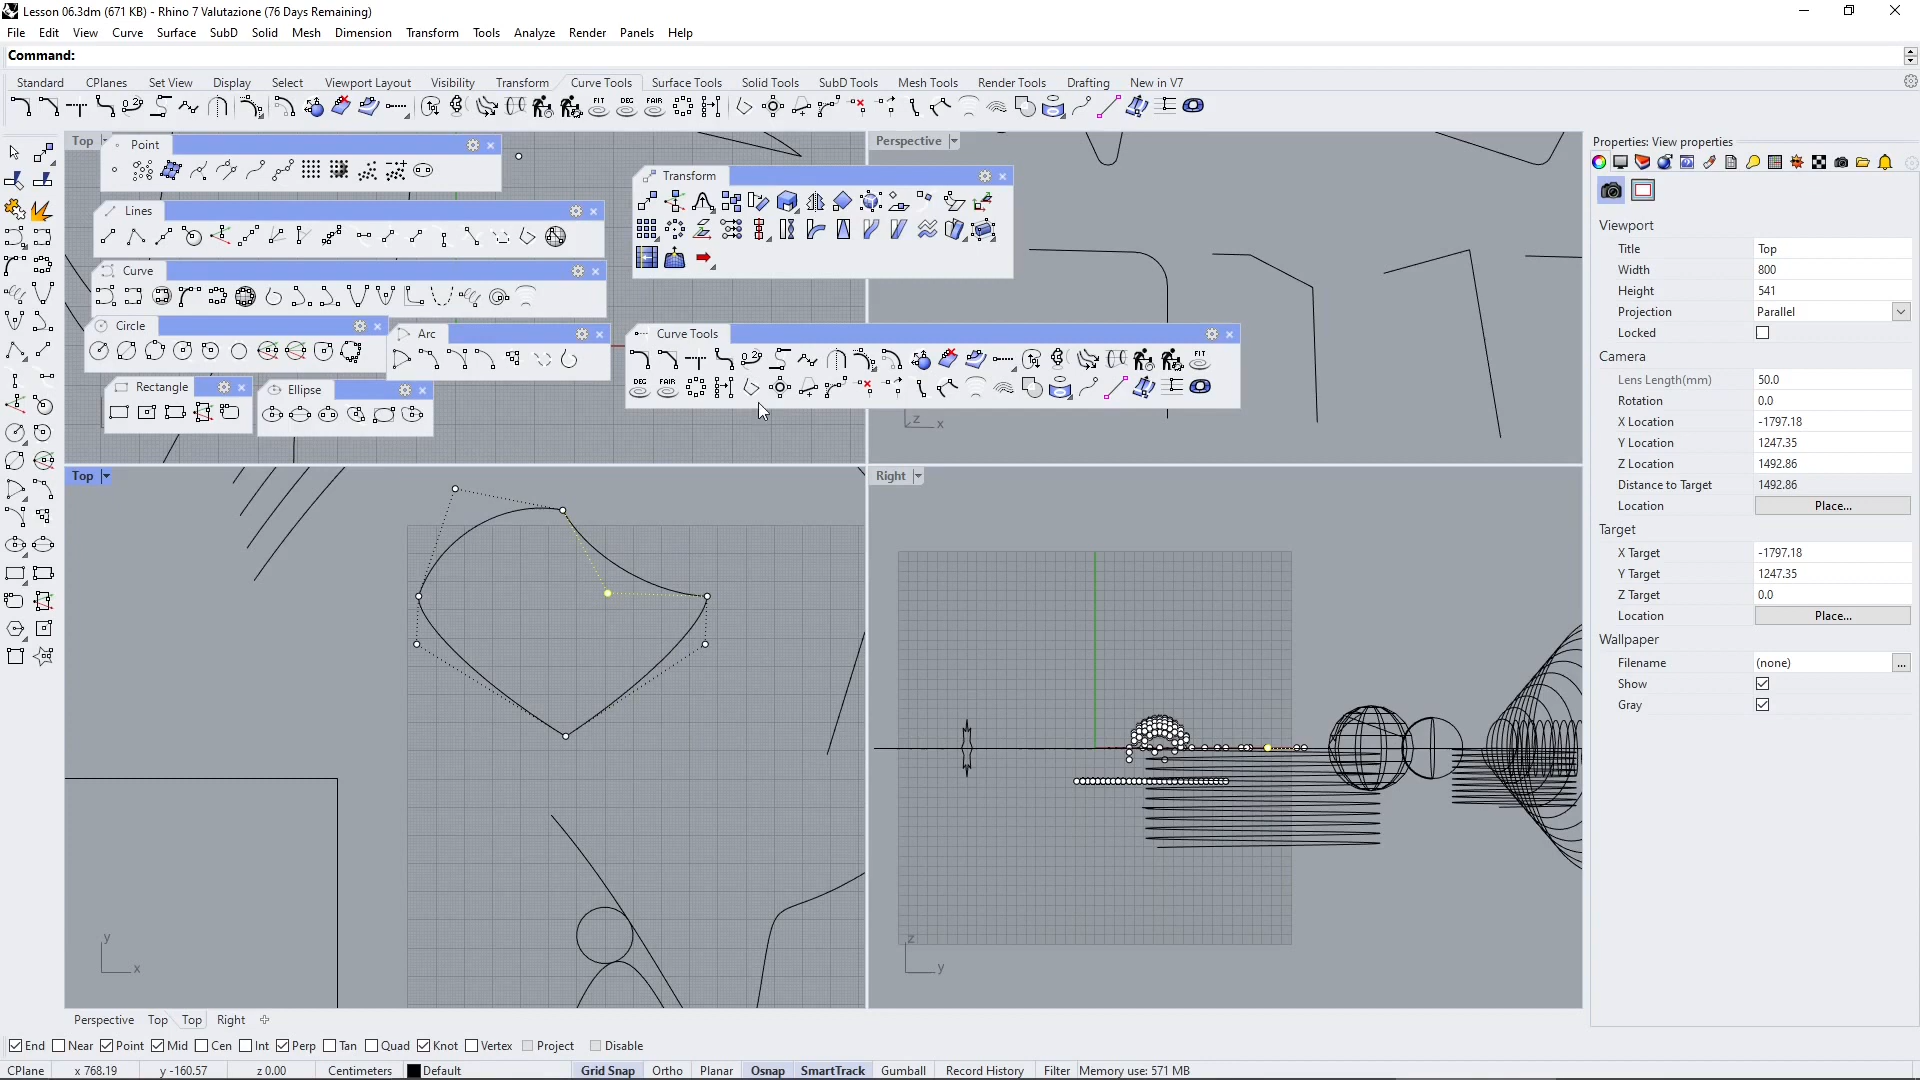 Lesson 06.3dm (671 KB) - Rhino 7 Valutazione (76 Days Remaining)
File Edit View Curve Surface SubD Solid Mesh Dimension Transform Tools Analyze Render Panels Help
Command:
Standard CPlanes Set View Display Select Viewport Layout Visibility Transform Curve Tools Surface Tools Solid Tools SubD Tools Mesh Tools Render Tools Drafting New in V7
FIT DEG FAIR
Top
Point
Perspective
Properties: View properties
Transform
Lines
Viewport
Title Top
Width 800
Height 541
Projection Parallel
Locked
Curve
Circle
Arc
Curve Tools
FIT
DEG FAIR
Rectangle
Ellipse
z x
Camera
Lens Length(mm) 50.0
Rotation 0.0
X Location -1797.18
Y Location 1247.35
Z Location 1492.86
Distance to Target 1492.86
Location Place...
Top
Right
Target
X Target -1797.18
Y Target 1247.35
Z Target 0.0
Location Place...
Wallpaper
Filename (none) ...
Show
Gray
y x
z y
Perspective Top Top Right
End Near Point Mid Cen Int Perp Tan Quad Knot Vertex Project Disable
CPlane x 768.19 y -160.57 z 0.00 Centimeters Default Grid Snap Ortho Planar Osnap SmartTrack Gumball Record History Filter Memory use: 571 MB